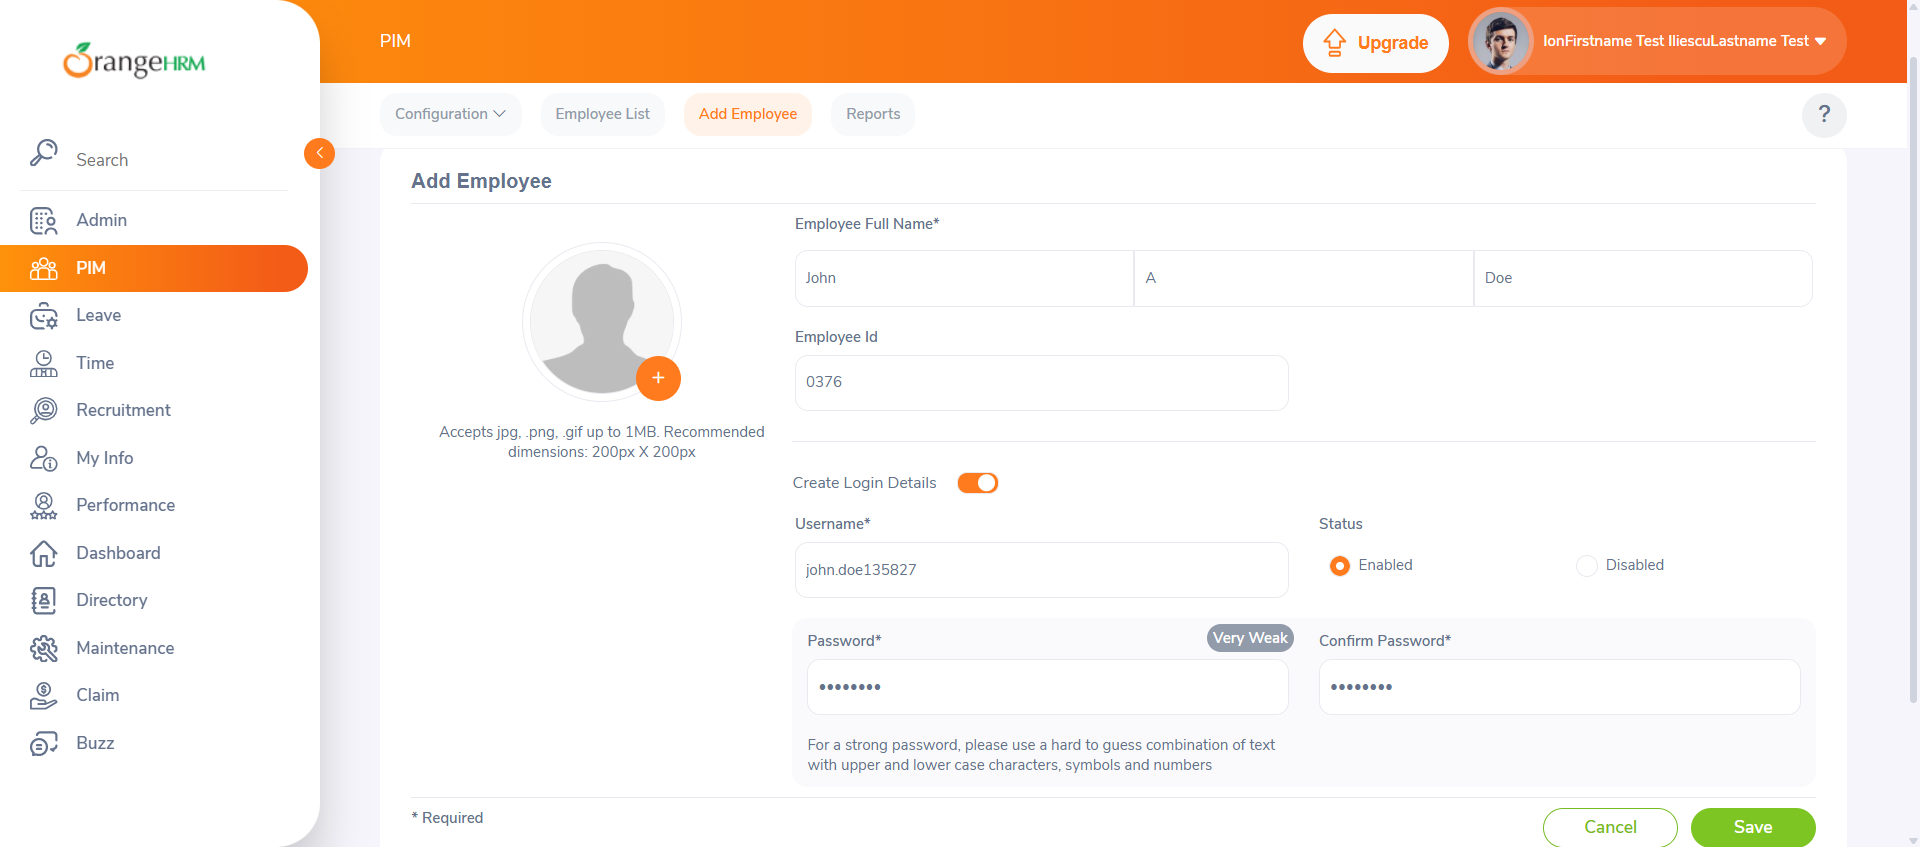 OrangeHRM
PIM
Upgrade
IonFirstname Test IliescuLastname Test
Configuration
Employee List
Add Employee
Reports
?
Search
Admin
PIM
Leave
Time
Recruitment
My Info
Performance
Dashboard
Directory
Maintenance
Claim
Buzz
Add Employee
Accepts jpg, .png, .gif up to 1MB. Recommended
dimensions: 200px X 200px
Employee Full Name*
John
A
Doe
Employee Id
0376
Create Login Details
Username*
john.doe135827
Status
Enabled
Disabled
Password*
Very Weak
••••••••
Confirm Password*
••••••••
For a strong password, please use a hard to guess combination of text
with upper and lower case characters, symbols and numbers
* Required
Cancel
Save